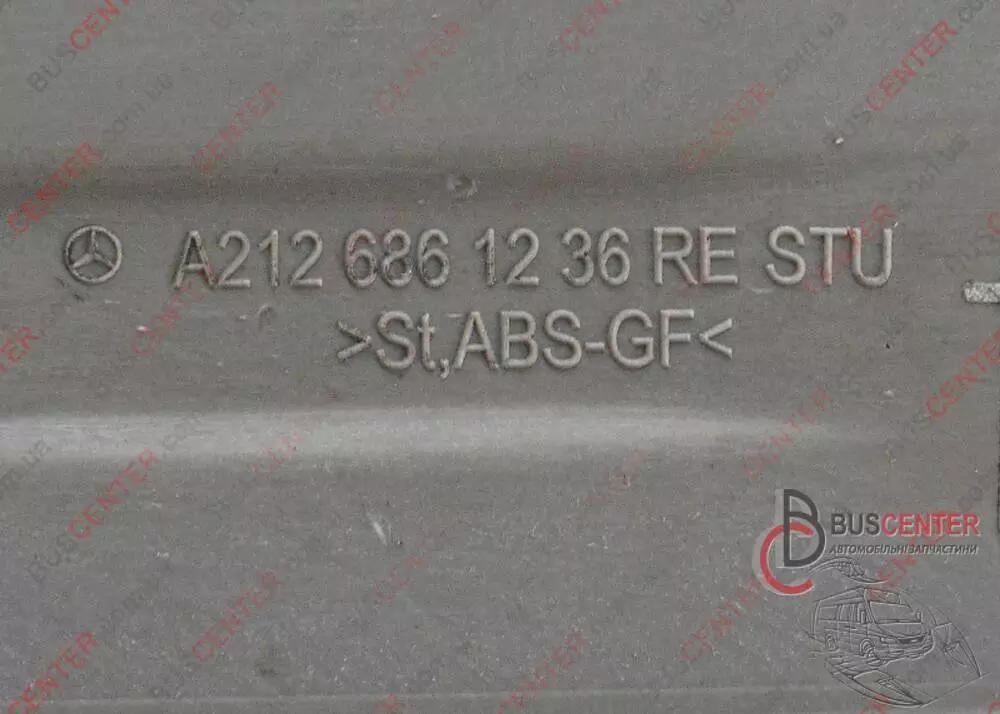 A212 686 12 36 RE STU
>St,ABS-GF<
BUSCENTER
АВТОМОБІЛЬНІ ЗАПЧАСТИНИ